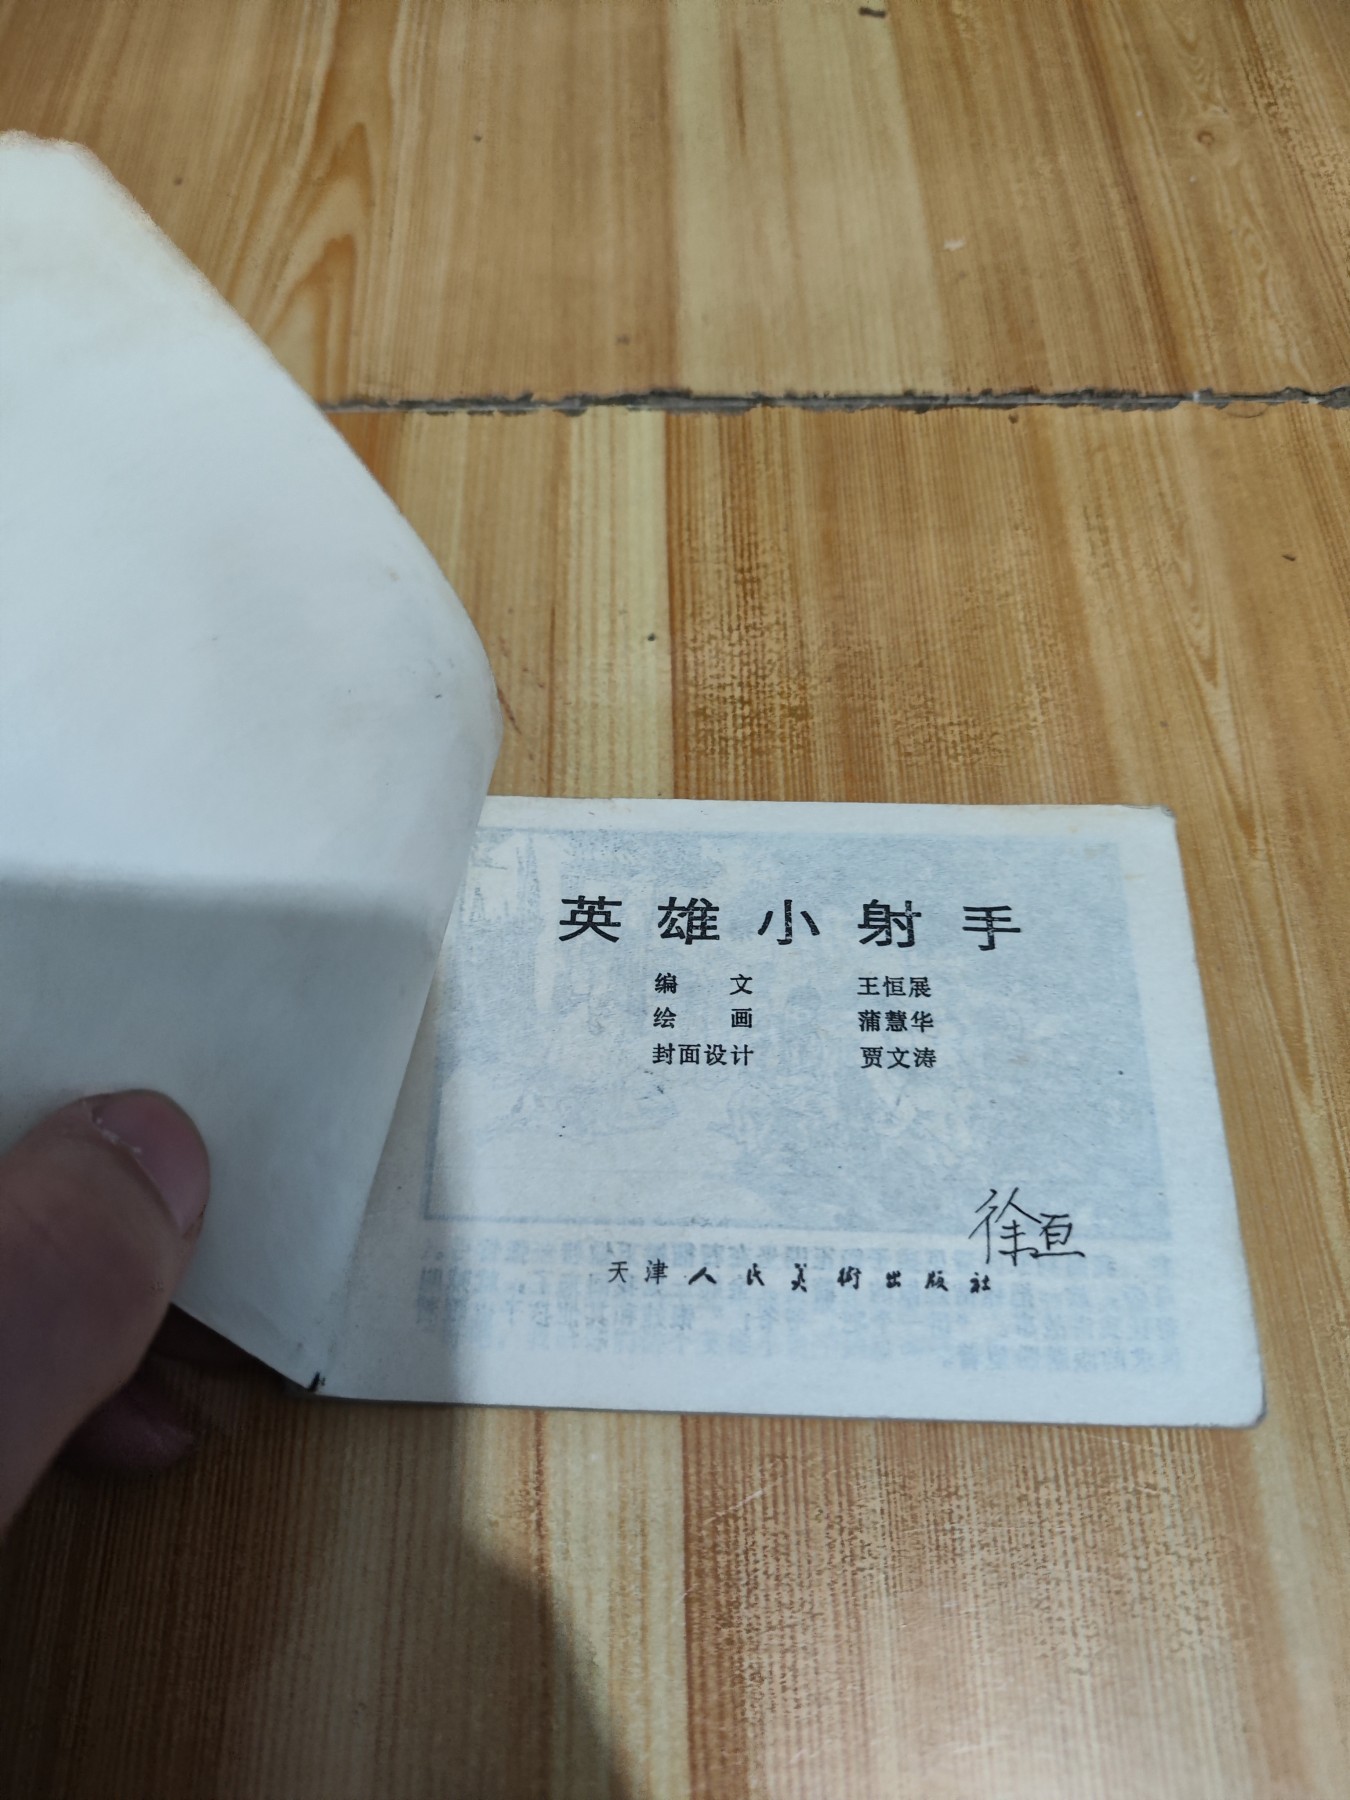 英雄小射手
编 文 王恒展
绘 画 蒲慧华
封面设计 贾文涛
徐
天津人民美術出版社